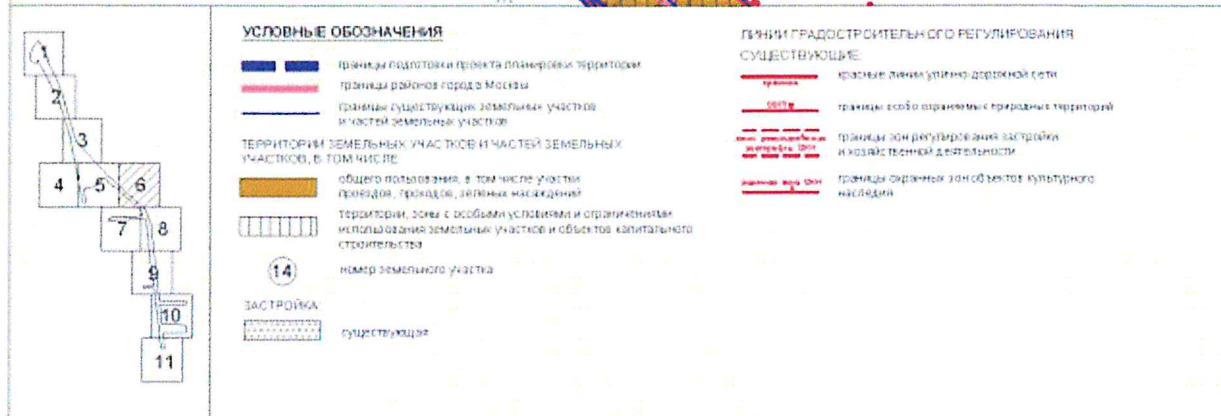 1
2
3
4
5
6
7
8
9
10
11
УСЛОВНЫЕ ОБОЗНАЧЕНИЯ
границы подготовки проекта планировки территории
границы районов города Москвы
границы существующих земельных участков
и частей земельных участков
ТЕРРИТОРИИ ЗЕМЕЛЬНЫХ УЧАСТКОВ И ЧАСТЕЙ ЗЕМЕЛЬНЫХ
УЧАСТКОВ, В ТОМ ЧИСЛЕ
общего пользования, в том числе участки
проездов, проходов, зеленых насаждений
территории, зоны с особыми условиями и ограничениями
использования земельных участков и объектов капитального
строительства
14
номер земельного участка
ЗАСТРОЙКА
существующая
ЛИНИИ ГРАДОСТРОИТЕЛЬНОГО РЕГУЛИРОВАНИЯ
СУЩЕСТВУЮЩИЕ:
красные линии улично-дорожной сети
границы особо охраняемых природных территорий
границы зон регулирования застройки
и хозяйственной деятельности
границы охранных зон объектов культурного
наследия